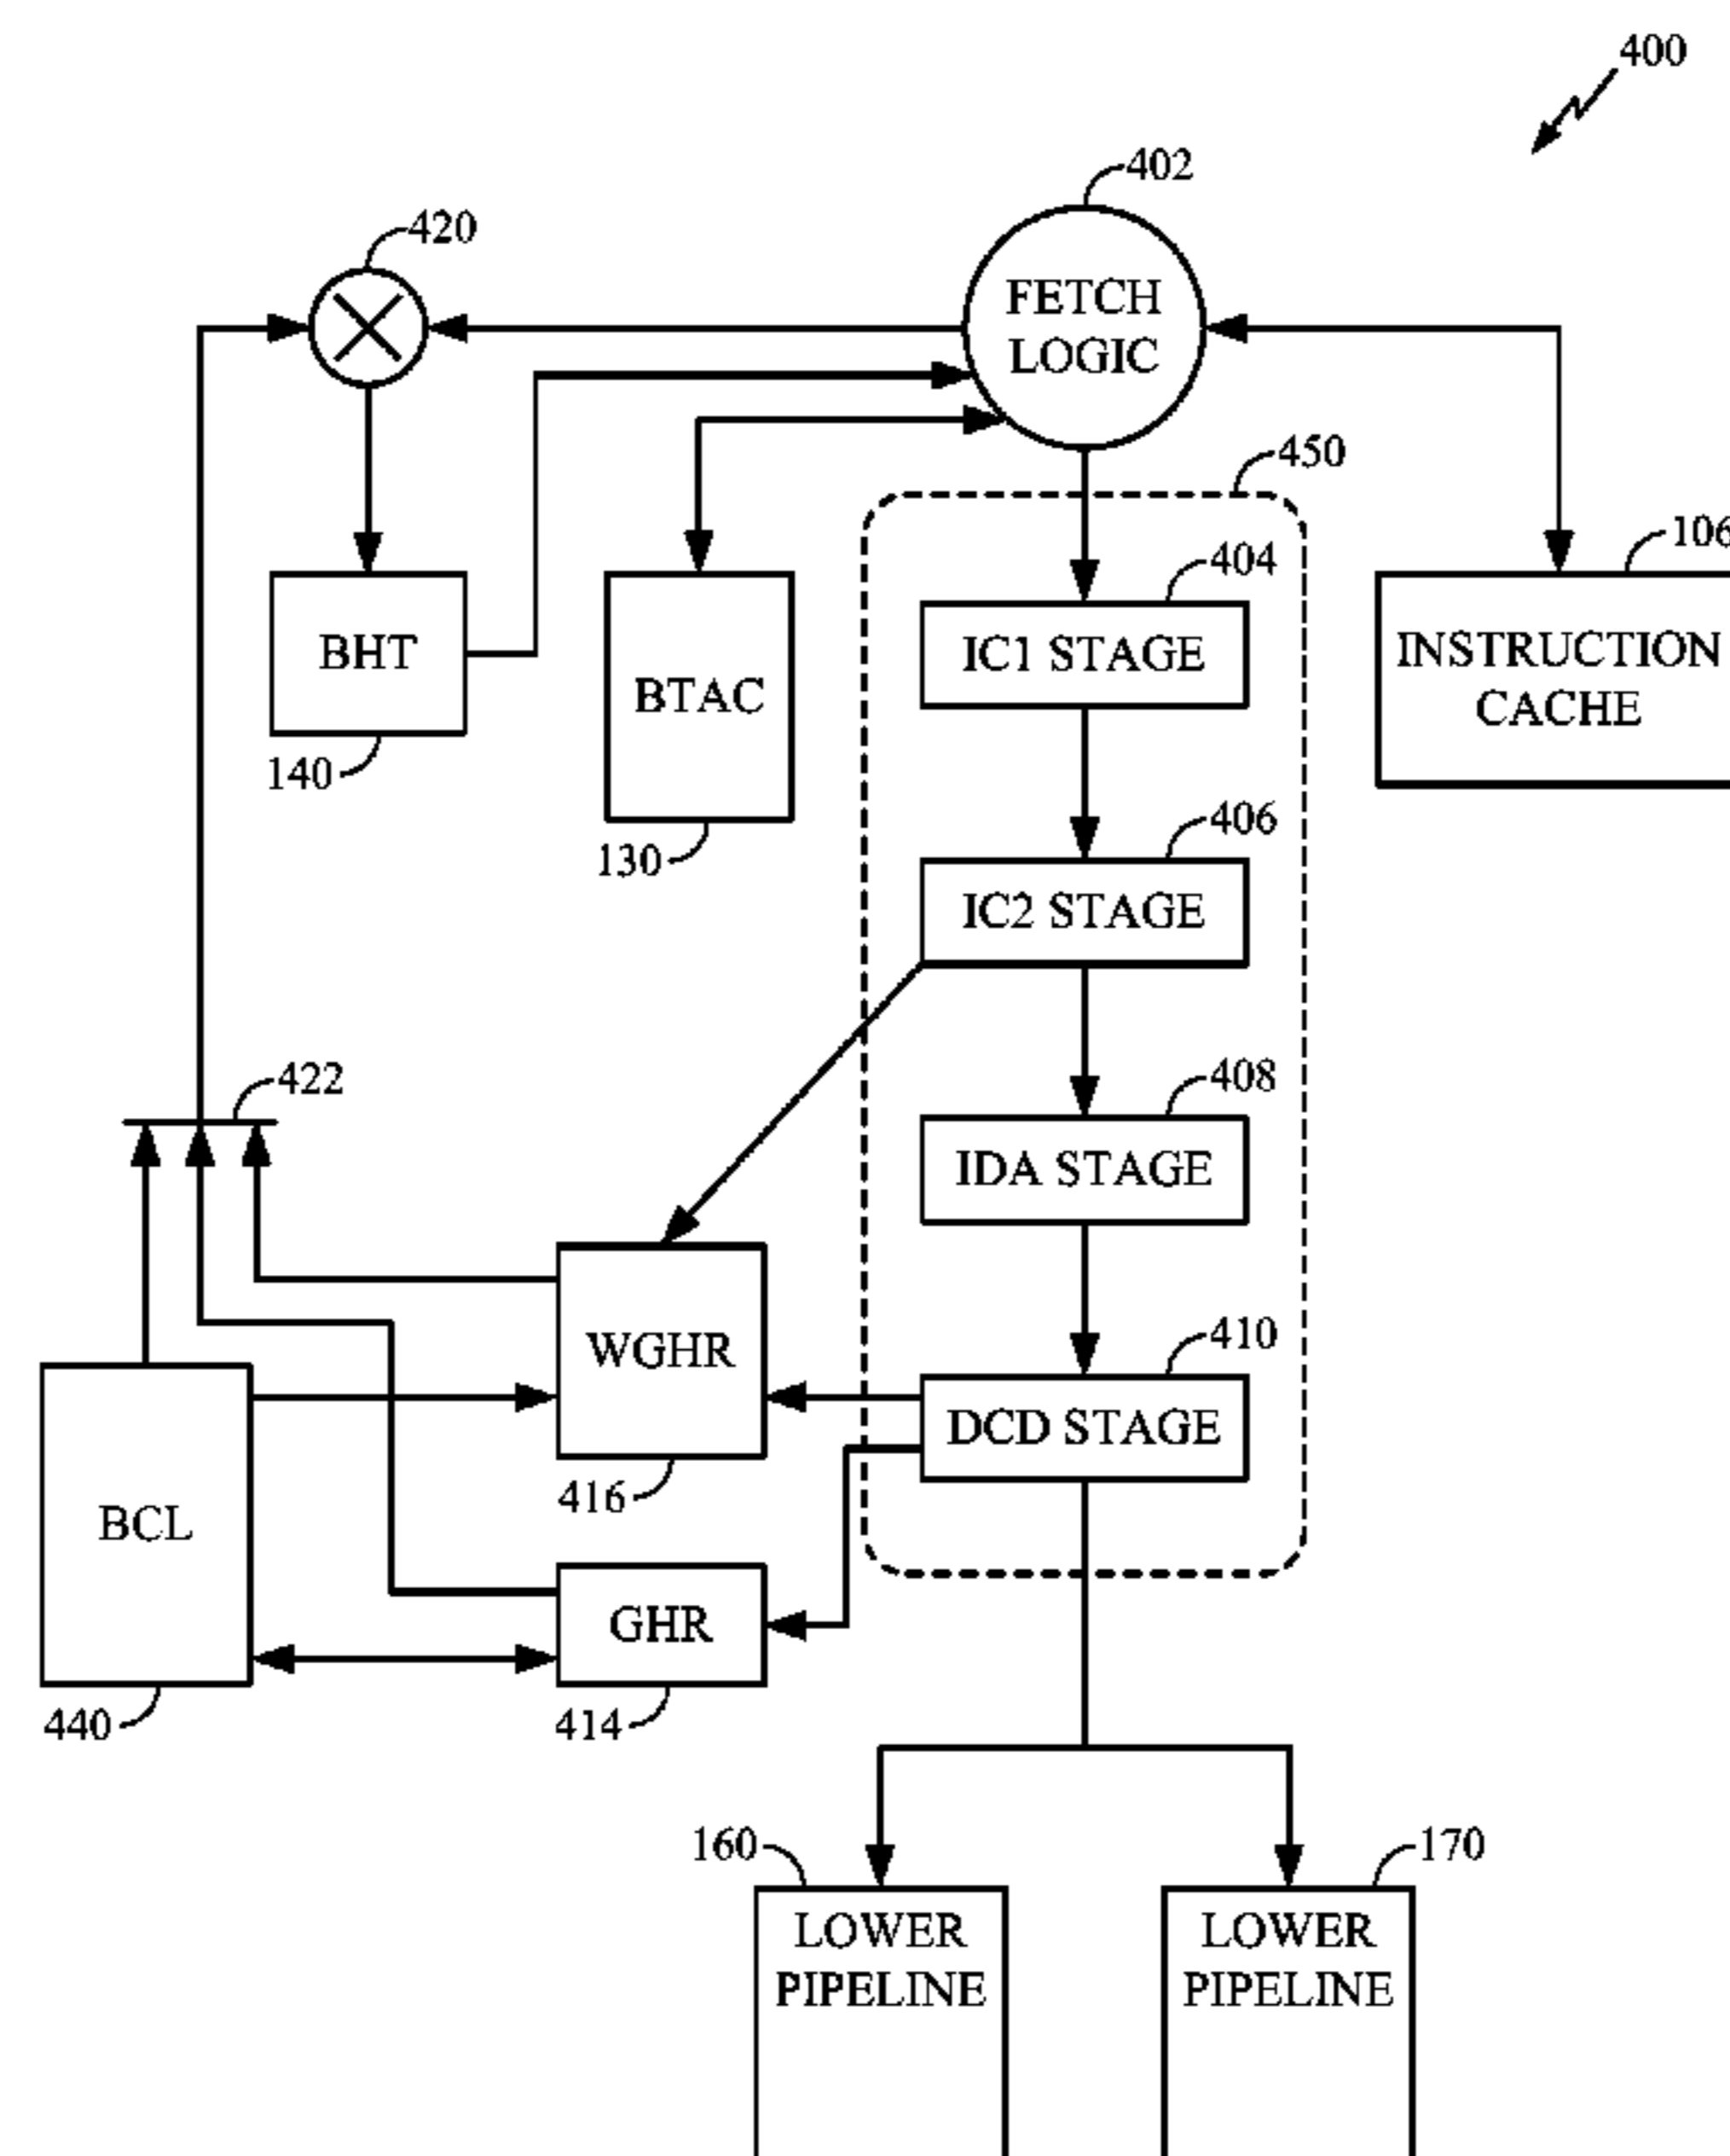 400
402
420
FETCH
LOGIC
450
106
404
BHT
IC1 STAGE
INSTRUCTION
CACHE
BTAC
140
406
130
IC2 STAGE
422
408
IDA STAGE
410
WGHR
DCD STAGE
416
BCL
GHR
440
414
160
170
LOWER
PIPELINE
LOWER
PIPELINE